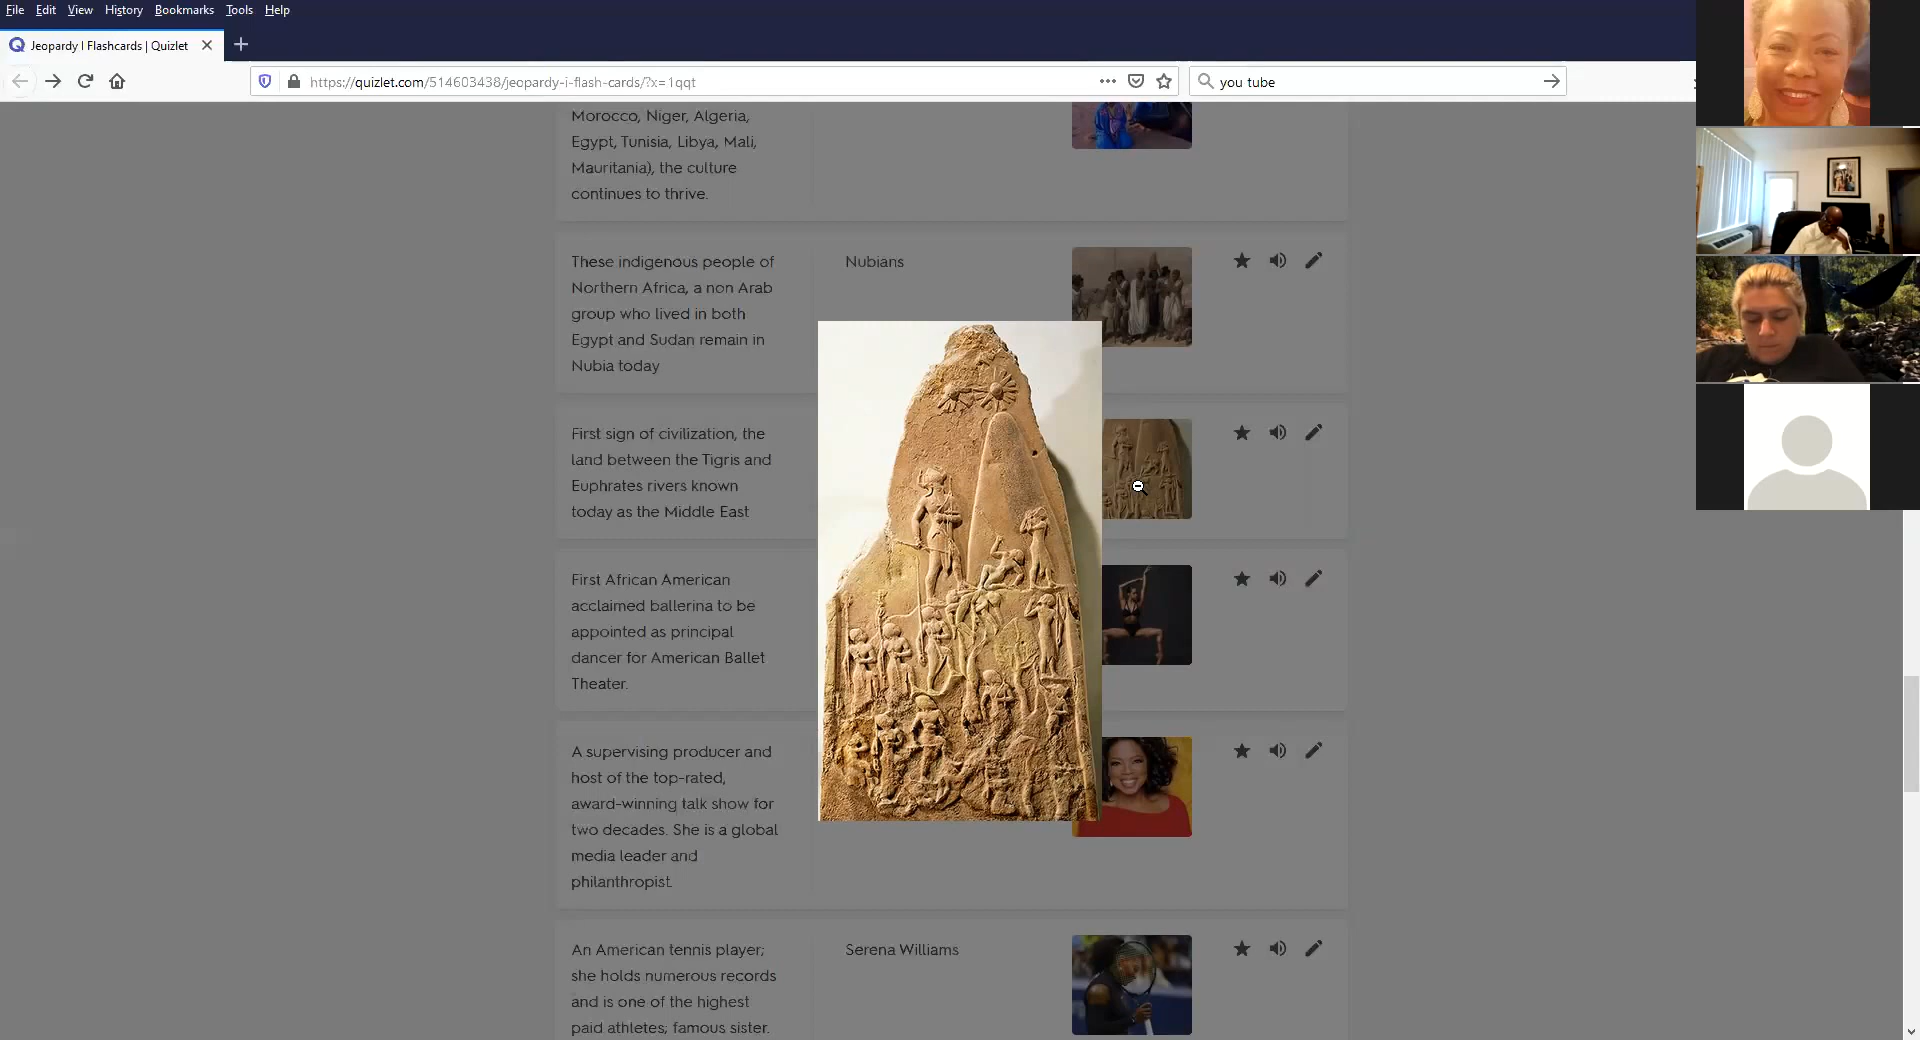 File Edit View History Bookmarks Tools Help
Jeopardy I Flashcards | Quizlet
https://quizlet.com/514603438/jeopardy-i-flash-cards/?x=1qqt
you tube
Morocco, Niger, Algeria,
Egypt, Tunisia, Libya, Mali,
Mauritania), the culture
continues to thrive.
These indigenous people of
Northern Africa, a non Arab
group who lived in both
Egypt and Sudan remain in
Nubia today
Nubians
First sign of civilization, the
land between the Tigris and
Euphrates rivers known
today as the Middle East
First African American
acclaimed ballerina to be
appointed as principal
dancer for American Ballet
Theater.
A supervising producer and
host of the top-rated,
award-winning talk show for
two decades. She is a global
media leader and
philanthropist.
An American tennis player;
she holds numerous records
and is one of the highest
paid athletes; famous sister.
Serena Williams